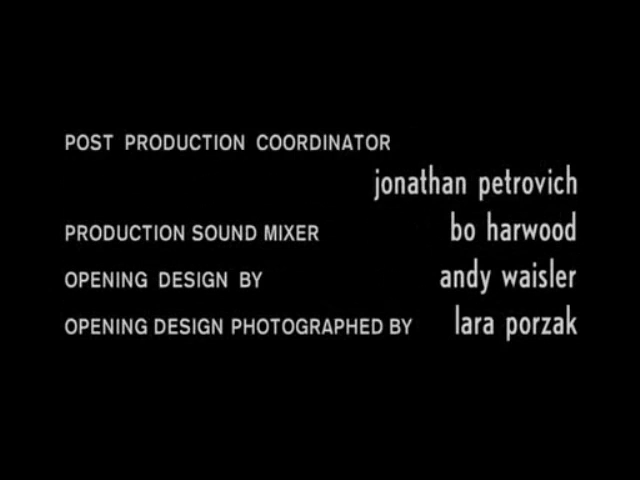 POST PRODUCTION COORDINATOR
jonathan petrovich
PRODUCTION SOUND MIXER bo harwood
OPENING DESIGN BY andy waisler
OPENING DESIGN PHOTOGRAPHED BY lara porzak